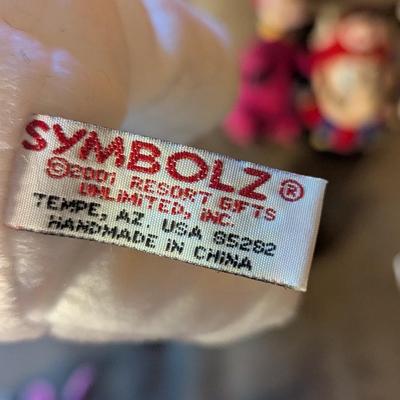 SYMBOLZ®
©2001 RESORT GIFTS
UNLIMITED, INC.
TEMPE, AZ. USA 85282
HANDMADE IN CHINA